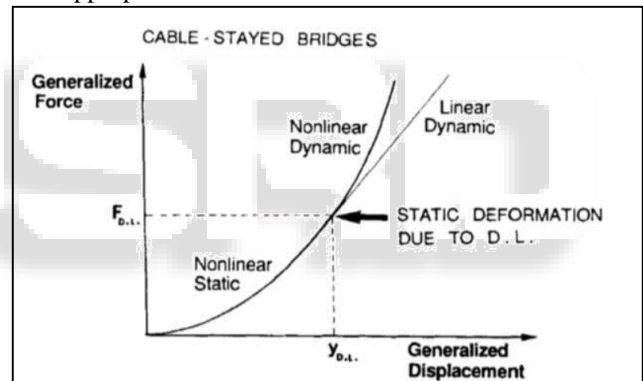 CABLE-STAYED BRIDGES
Generalized
Force
Nonlinear
Dynamic
Linear
Dynamic
F D.L.
STATIC DEFORMATION
DUE TO D.L.
Nonlinear
Static
y D.L.
Generalized
Displacement